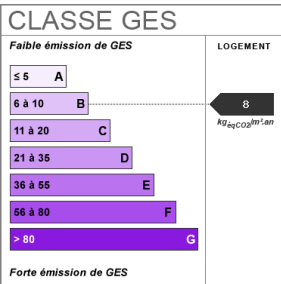 CLASSE GES
Faible émission de GES
LOGEMENT
≤ 5 A
6 à 10 B
8
kgéqCO2/m².an
11 à 20 C
21 à 35 D
36 à 55 E
56 à 80 F
> 80 G
Forte émission de GES